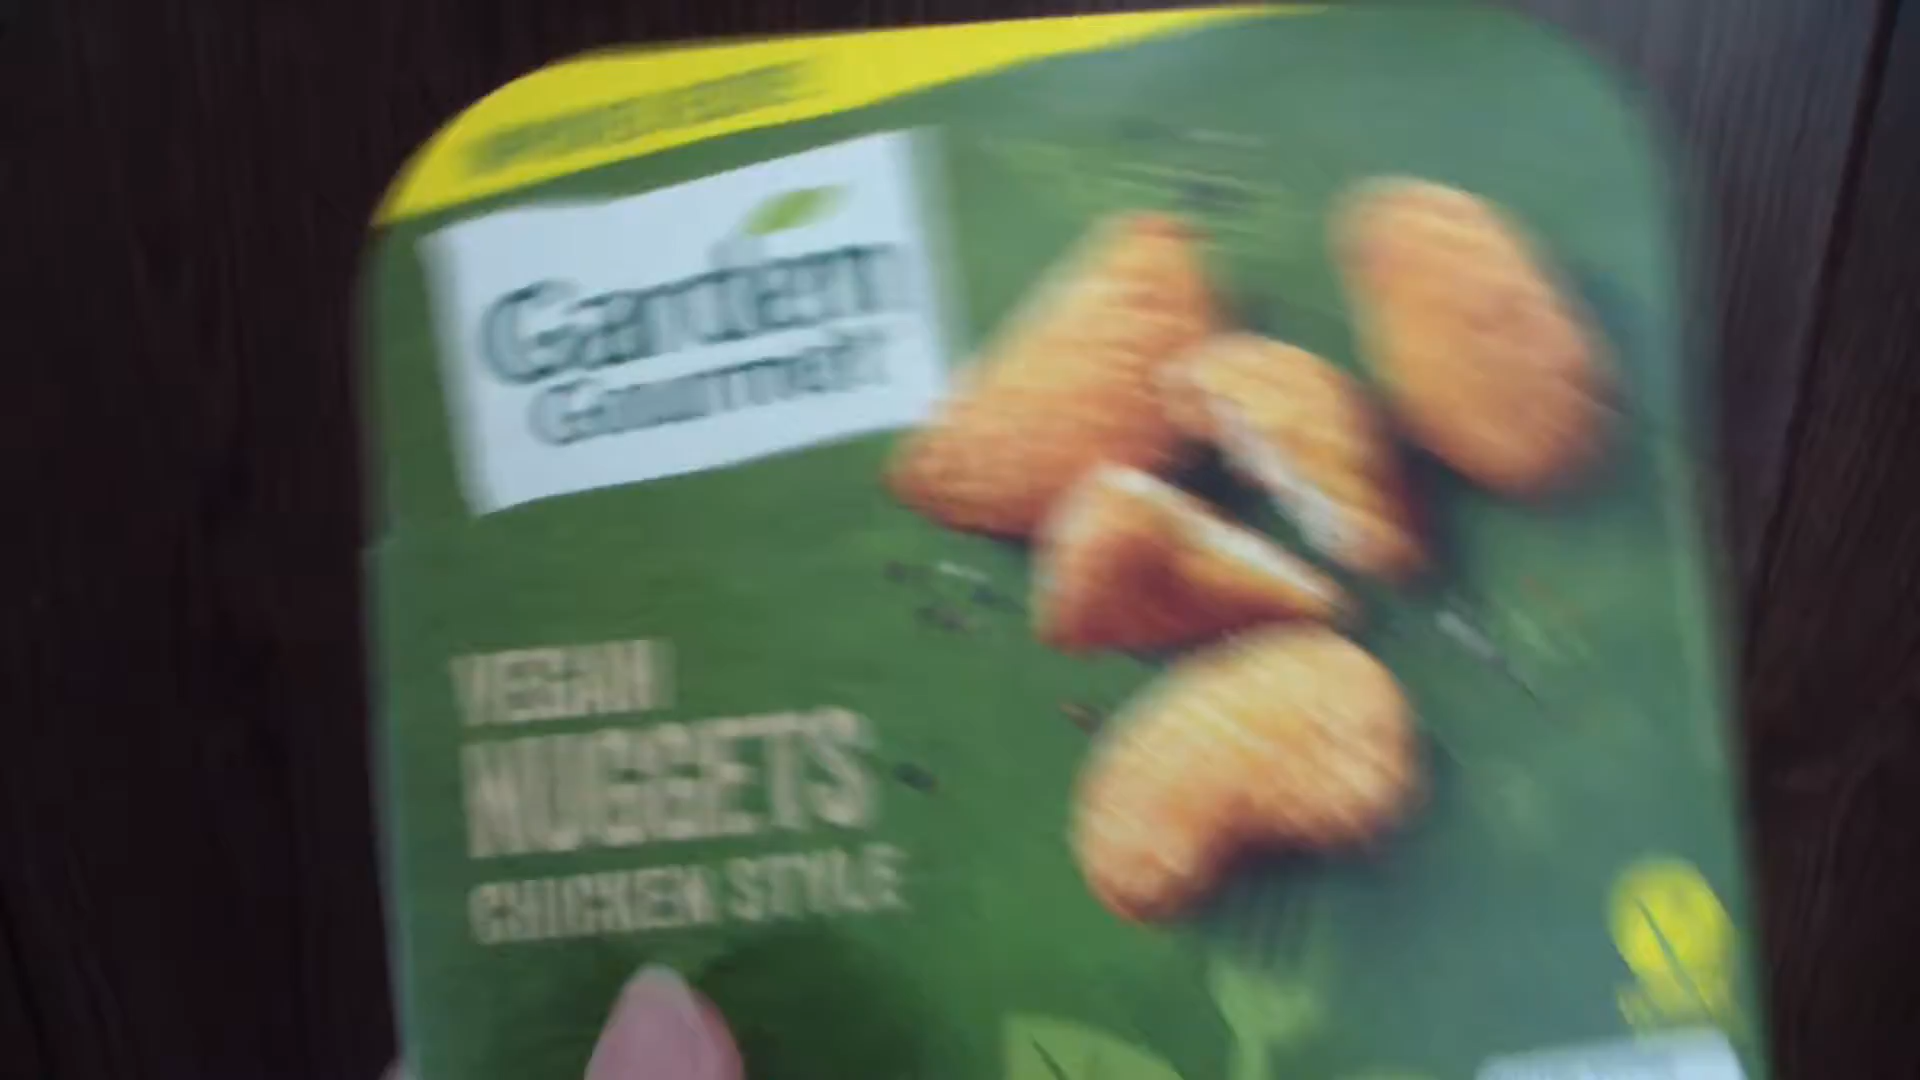 Garden
Gourmet
VEGAN
NUGGETS
CHICKEN STYLE